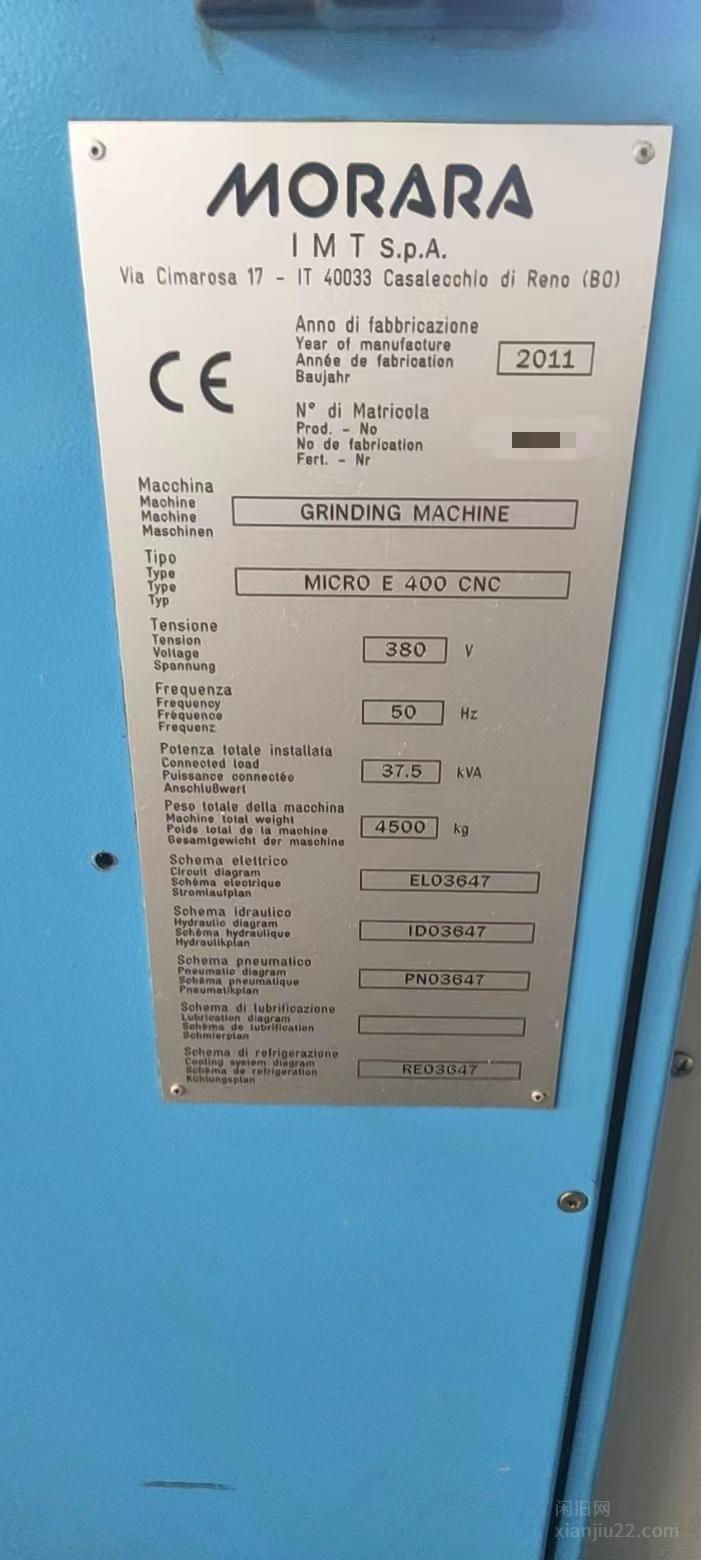 MORARA
IMT S.p.A.
Via Cimarosa 17 - IT 40033 Casalecchio di Reno (BO)
CE
Anno di fabbricazione
Year of manufacture
Année de fabrication
Baujahr
2011
N° di Matricola
Prod. - No
No de fabrication
Fert. - Nr
Macchina
Machine
Machine
Maschinen
GRINDING MACHINE
Tipo
Type
Type
Typ
MICRO E 400 CNC
Tensione
Tension
Voltage
Spannung
380 V
Frequenza
Frequency
Fréquence
Frequenz
50 Hz
Potenza totale installata
Connected load
Puissance connectée
Anschlußwert
37.5 kVA
Peso totale della macchina
Machine total weight
Poids total de la machine
Gesamtgewicht der maschine
4500 kg
Schema elettrico
Circuit diagram
Schéma electrique
Stromlaufplan
EL03647
Schema idraulico
Hydraulic diagram
Schéma hydraulique
Hydraulikplan
ID03647
Schema pneumatico
Pneumatic diagram
Schéma pneumatique
Pneumatikplan
PN03647
Schema di lubrificazione
Lubrication diagram
Schéma de lubrification
Schmierplan
Schema di refrigerazione
Cooling system diagram
Schéma de refrigeration
Kühlungsplan
RE03647
闲旧网
xianjiu22.com